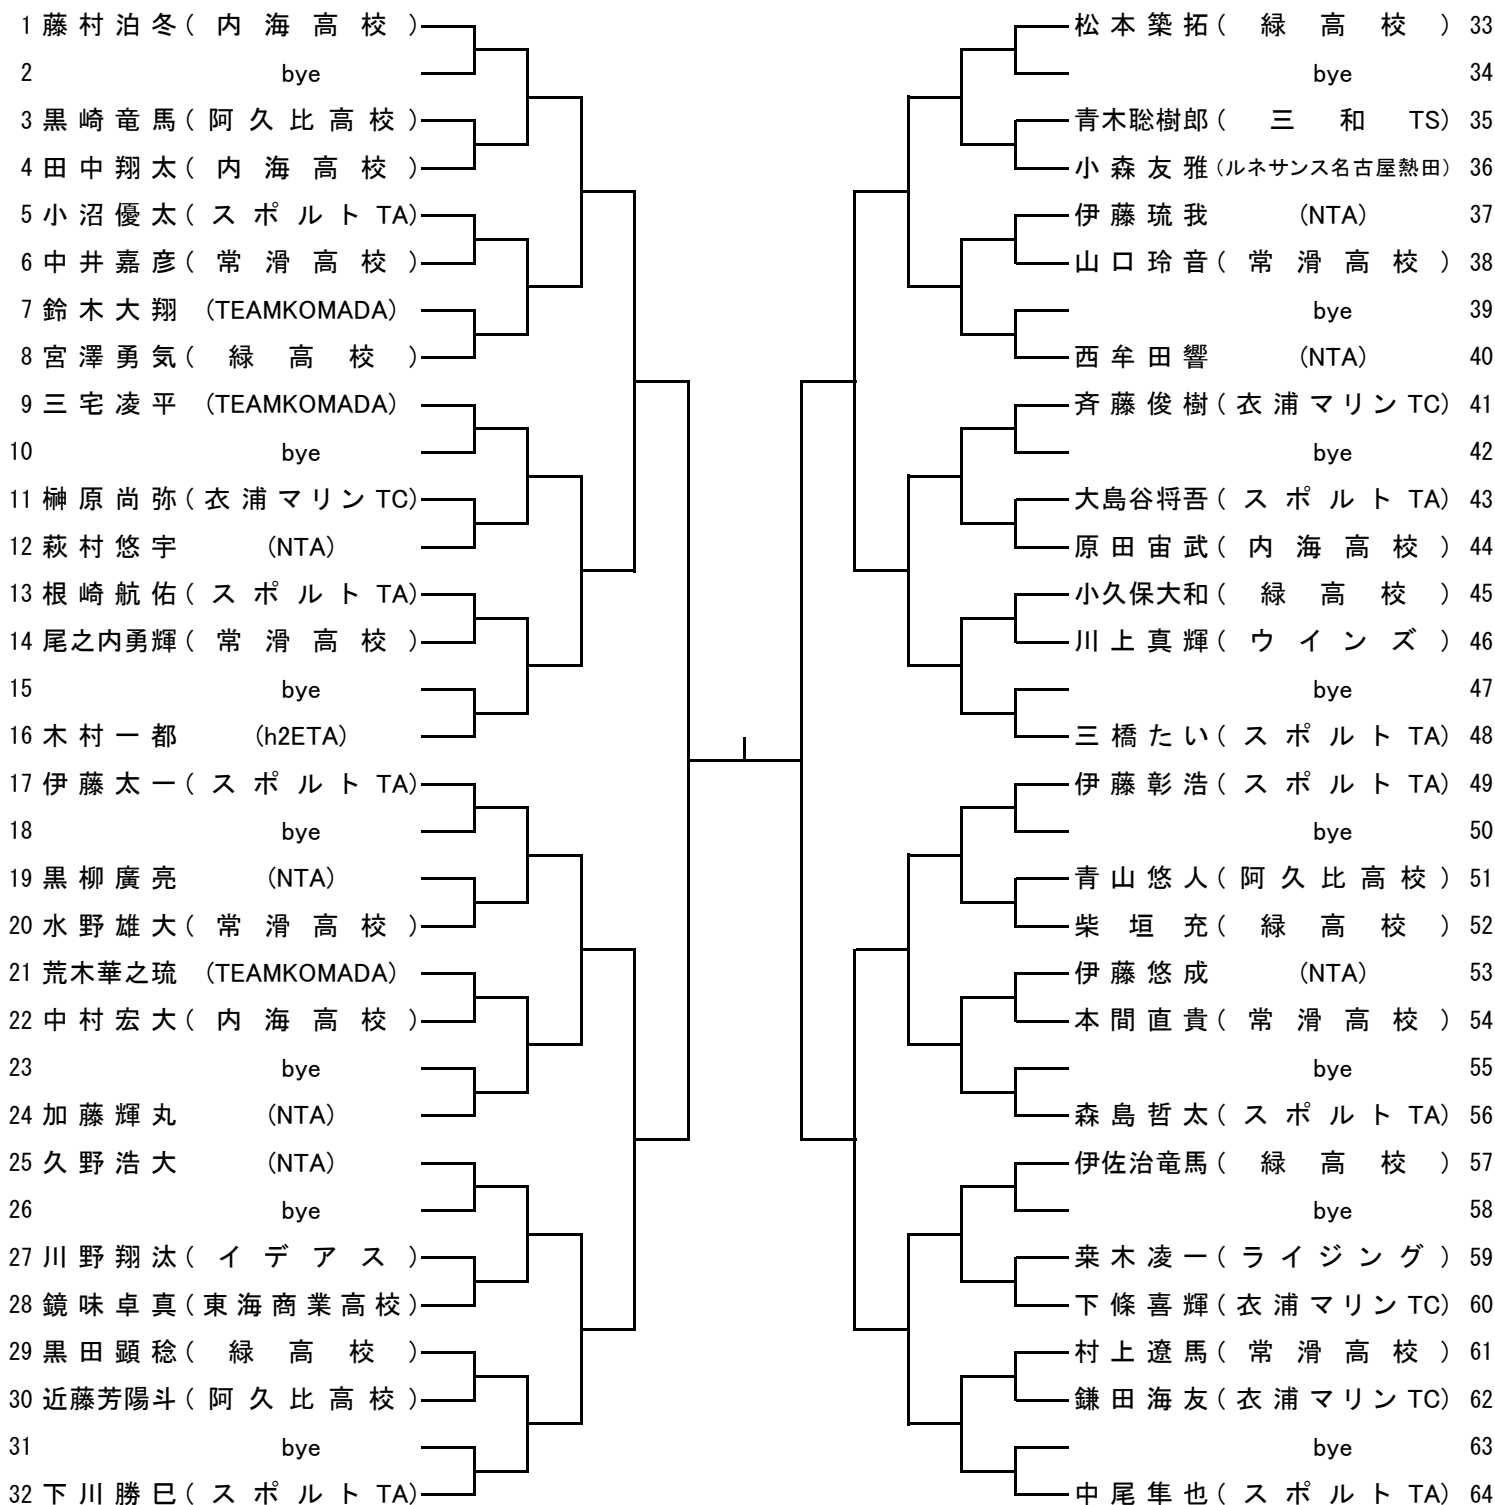 1 藤村泊冬(内海高校)
2 bye
3 黒崎竜馬(阿久比高校)
4 田中翔太(内海高校)
5 小沼優太(スポルトTA)
6 中井嘉彦(常滑高校)
7 鈴木大翔 (TEAMKOMADA)
8 宮澤勇気(緑高校)
9 三宅凌平 (TEAMKOMADA)
10 bye
11 榊原尚弥(衣浦マリンTC)
12 萩村悠宇 (NTA)
13 根崎航佑(スポルトTA)
14 尾之内勇輝(常滑高校)
15 bye
16 木村一都 (h2ETA)
17 伊藤太一(スポルトTA)
18 bye
19 黒柳廣亮 (NTA)
20 水野雄大(常滑高校)
21 荒木華之琉 (TEAMKOMADA)
22 中村宏大(内海高校)
23 bye
24 加藤輝丸 (NTA)
25 久野浩大 (NTA)
26 bye
27 川野翔汰(イデアス)
28 鏡味卓真(東海商業高校)
29 黒田顕稔(緑高校)
30 近藤芳陽斗(阿久比高校)
31 bye
32 下川勝巳(スポルトTA)
松本築拓(緑高校) 33
bye 34
青木聡樹郎(三和TS) 35
小森友雅(ルネサンス名古屋熱田) 36
伊藤琉我 (NTA) 37
山口玲音(常滑高校) 38
bye 39
西牟田響 (NTA) 40
斉藤俊樹(衣浦マリンTC) 41
bye 42
大島谷将吾(スポルトTA) 43
原田宙武(内海高校) 44
小久保大和(緑高校) 45
川上真輝(ウインズ) 46
bye 47
三橋たい(スポルトTA) 48
伊藤彰浩(スポルトTA) 49
bye 50
青山悠人(阿久比高校) 51
柴垣充(緑高校) 52
伊藤悠成 (NTA) 53
本間直貴(常滑高校) 54
bye 55
森島哲太(スポルトTA) 56
伊佐治竜馬(緑高校) 57
bye 58
桒木凌一(ライジング) 59
下條喜輝(衣浦マリンTC) 60
村上遼馬(常滑高校) 61
鎌田海友(衣浦マリンTC) 62
bye 63
中尾隼也(スポルトTA) 64